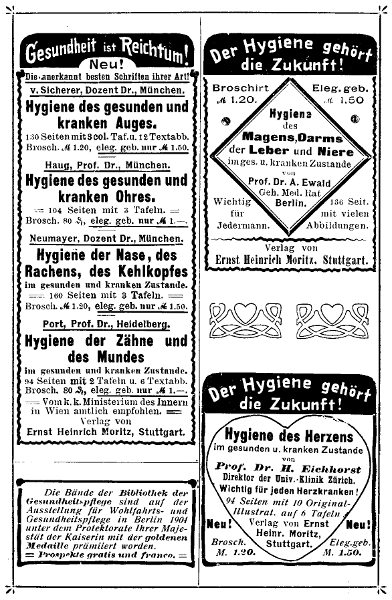 Gesundheit ist Reichtum!
Neu!
Die anerkannt besten Schriften ihrer Art!
v. Sicherer, Dozent Dr., München.
Hygiene des gesunden und
kranken Auges.
130 Seiten mit 3 col. Taf. u. 12 Textabb.
Brosch. ℳ 1.20, eleg. geb. nur ℳ 1.50.
Haug, Prof. Dr., München.
Hygiene des gesunden und
kranken Ohres.
= 104 Seiten mit 3 Tafeln. =
Brosch. 80 ₰, eleg. geb. nur ℳ 1.—.
Neumayer, Dozent Dr., München.
Hygiene der Nase, des
Rachens, des Kehlkopfes
im gesunden und kranken Zustande.
= 160 Seiten mit 3 Tafeln. =
Brosch. ℳ 1.20, eleg. geb. nur ℳ 1.50.
Port, Prof. Dr., Heidelberg.
Hygiene der Zähne und
des Mundes
im gesunden und kranken Zustande.
94 Seiten mit 2 Tafeln u. 6 Textabb.
Brosch. 80 ₰, eleg. geb. nur ℳ 1.—.
= Vom k. k. Ministerium des Innern
in Wien amtlich empfohlen. =
Verlag von
Ernst Heinrich Moritz, Stuttgart.
Die Bände der Bibliothek der
Gesundheitspflege sind auf der
Ausstellung für Wohlfahrts- und
Gesundheitspflege in Berlin 1904
unter dem Protektorate Ihrer Maje-
stät der Kaiserin mit der goldenen
Medaille prämiiert worden.
= Prospekte gratis und franco. =
Der Hygiene gehört
die Zukunft!
Broschirt Eleg. geb.
ℳ 1.20. ℳ 1.50
Hygiene
des
Magens, Darms
der Leber und Niere
im ges. u. kranken Zustande
von
Prof. Dr. A. Ewald
Geh. Med. Rat
Wichtig Berlin. 136 Seit.
für mit vielen
Jedermann. Abbildungen.
Verlag von
Ernst Heinrich Moritz, Stuttgart.
Der Hygiene gehört
die Zukunft!
Hygiene des Herzens
im gesunden u. kranken Zustande
von
Prof. Dr. H. Eichhorst
Direktor der Univ.-Klinik Zürich.
Wichtig für jeden Herzkranken!
94 Seiten mit 10 Original-
Illustrat. auf 6 Tafeln
Neu! Verlag von Ernst Neu!
Heinr. Moritz,
Brosch. Stuttgart. Eleg. geb.
M. 1.20. M. 1.50.